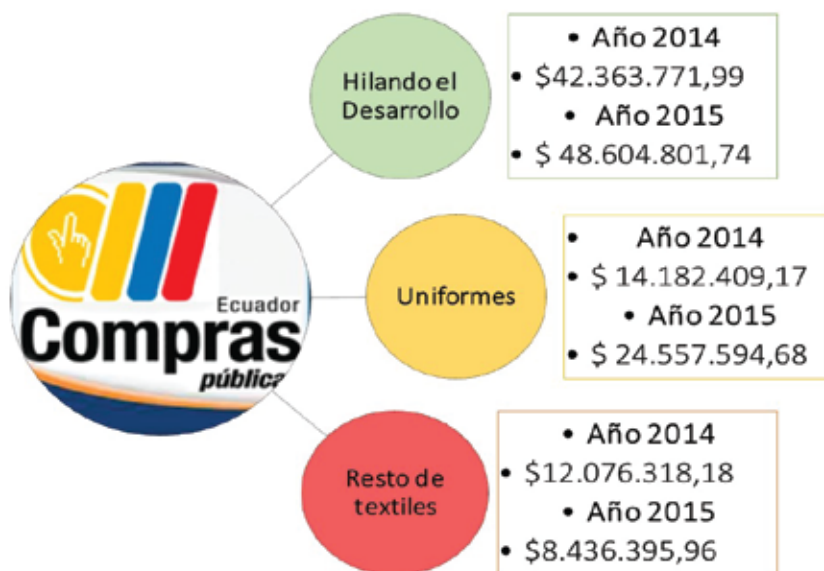 Ecuador
Compras
pública
Hilando el
Desarrollo
• Año 2014
• $42.363.771,99
• Año 2015
• $ 48.604.801,74
Uniformes
• Año 2014
• $ 14.182.409,17
• Año 2015
• $ 24.557.594,68
Resto de
textiles
• Año 2014
• $12.076.318,18
• Año 2015
• $8.436.395,96